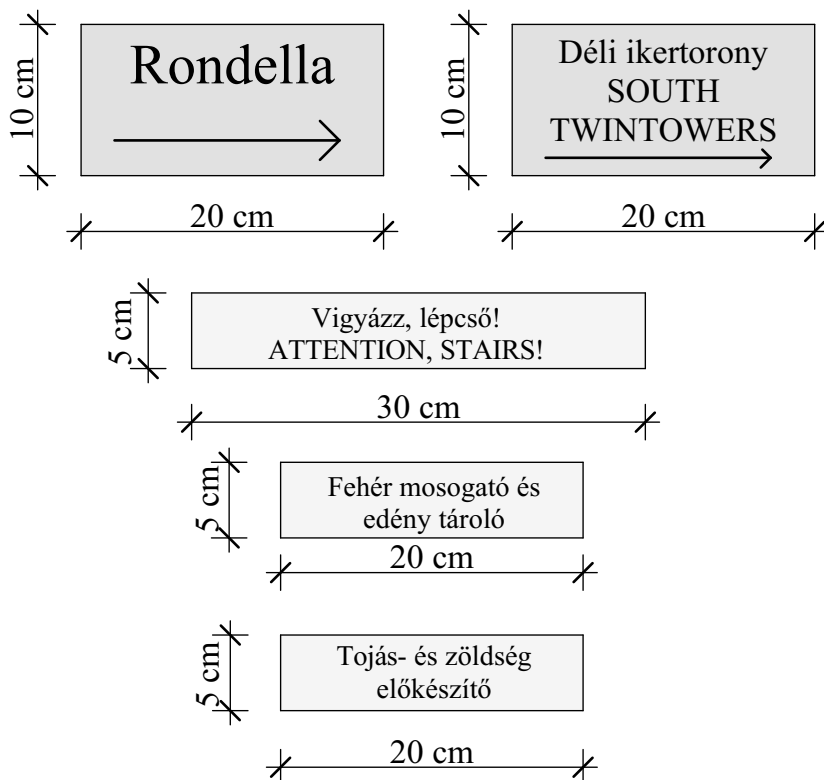 Rondella
10 cm
20 cm
Déli ikertorony
SOUTH
TWINTOWERS
10 cm
20 cm
Vigyázz, lépcső!
ATTENTION, STAIRS!
5 cm
30 cm
Fehér mosogató és
edény tároló
5 cm
20 cm
Tojás- és zöldség
előkészítő
5 cm
20 cm